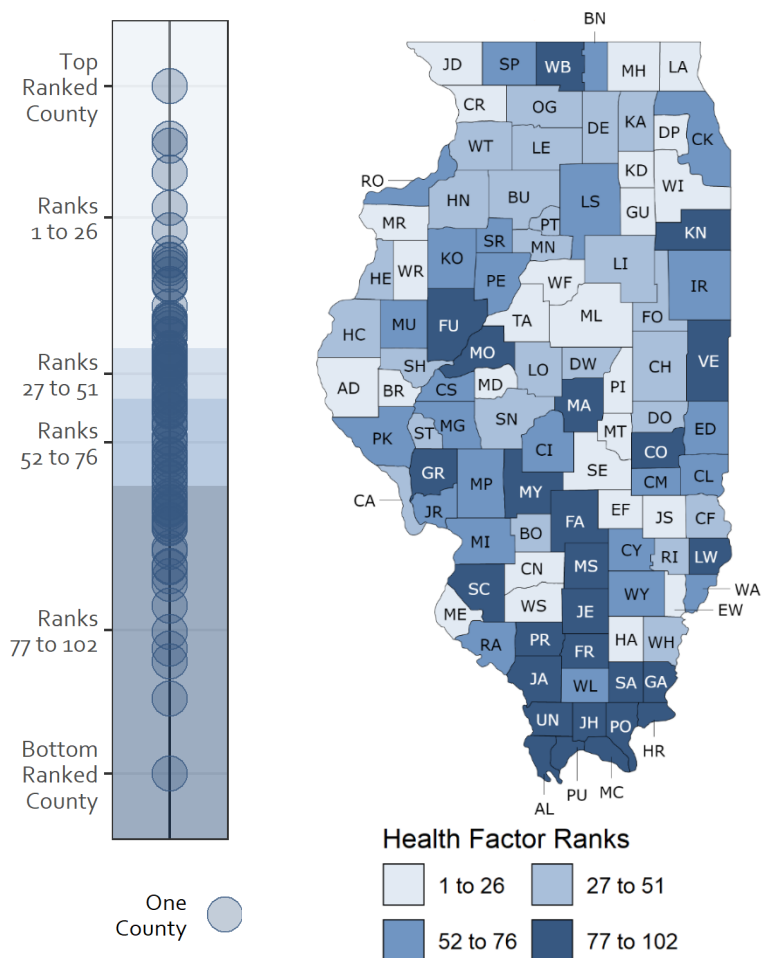 Top
Ranked
County
Ranks
1 to 26
Ranks
27 to 51
Ranks
52 to 76
Ranks
77 to 102
Bottom
Ranked
County
One
County
BN
JD SP WB MH LA
CR OG DE KA DP CK
WT LE KD WI
RO HN BU LS GU
MR PT KN
SR MN
KO LI
HE WR PE WF IR
HC MU FU TA ML FO
MO VE
SH LO DW CH
AD BR CS MD PI
MA
ST MG SN DO ED
PK MT
CI CO
GR SE CL
CA MP MY CM
JR EF JS CF
FA
MI BO CY RI LW
CN MS
SC WY WA
ME WS JE EW
RA PR HA WH
FR
JA WL SA GA
UN JH PO
HR
AL PU MC
Health Factor Ranks
1 to 26 27 to 51
52 to 76 77 to 102